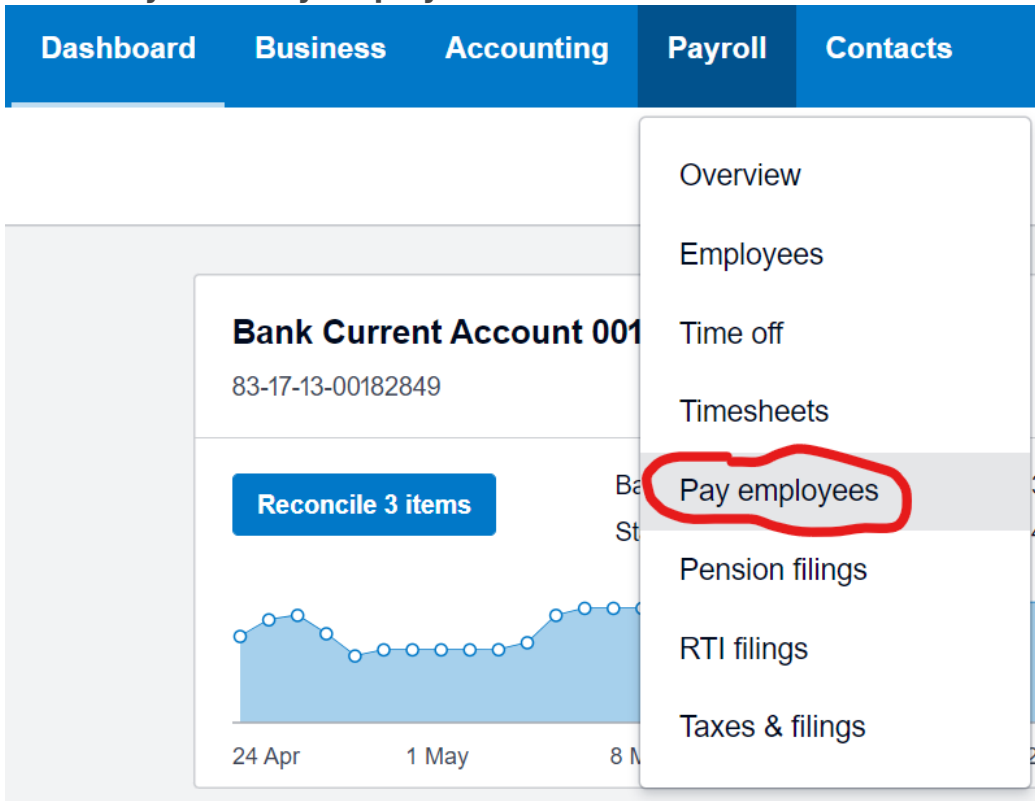 Dashboard Business Accounting Payroll Contacts
Overview
Employees
Bank Current Account 001
Time off
83-17-13-00182849
Timesheets
Reconcile 3 items
Pay employees
Pension filings
RTI filings
Taxes & filings
24 Apr 1 May 8